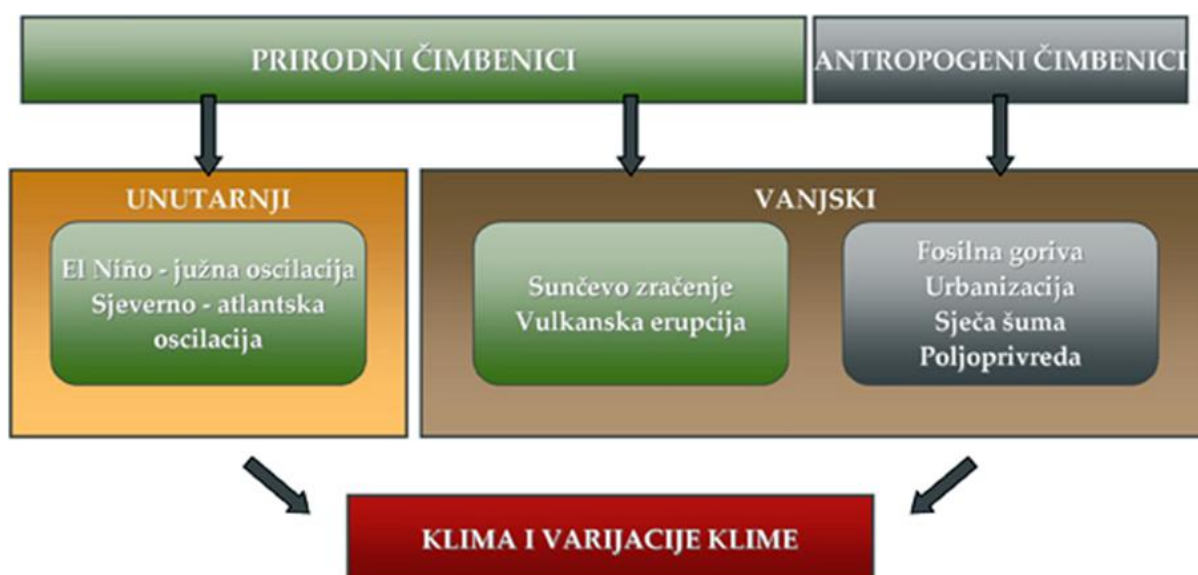 PRIRODNI ČIMBENICI
ANTROPOGENI ČIMBENICI
UNUTARNJI
El Niño - južna oscilacija
Sjeverno - atlantska
oscilacija
VANJSKI
Sunčevo zračenje
Vulkanska erupcija
Fosilna goriva
Urbanizacija
Sječa šuma
Poljoprivreda
KLIMA I VARIJACIJE KLIME